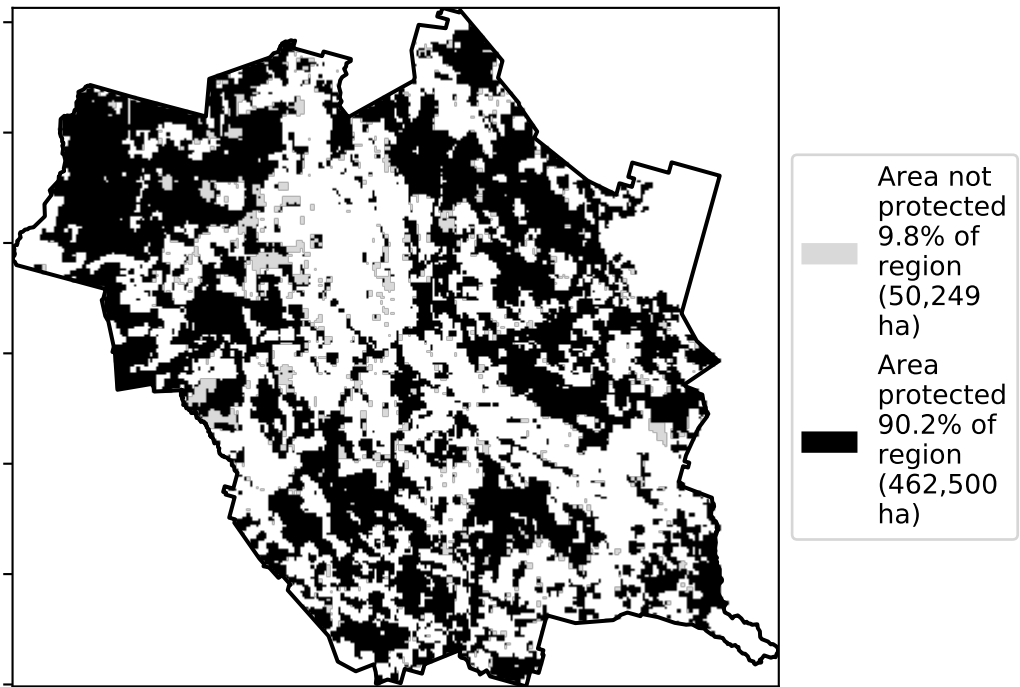 Area not
protected
9.8% of
region
(50,249
ha)
Area
protected
90.2% of
region
(462,500
ha)